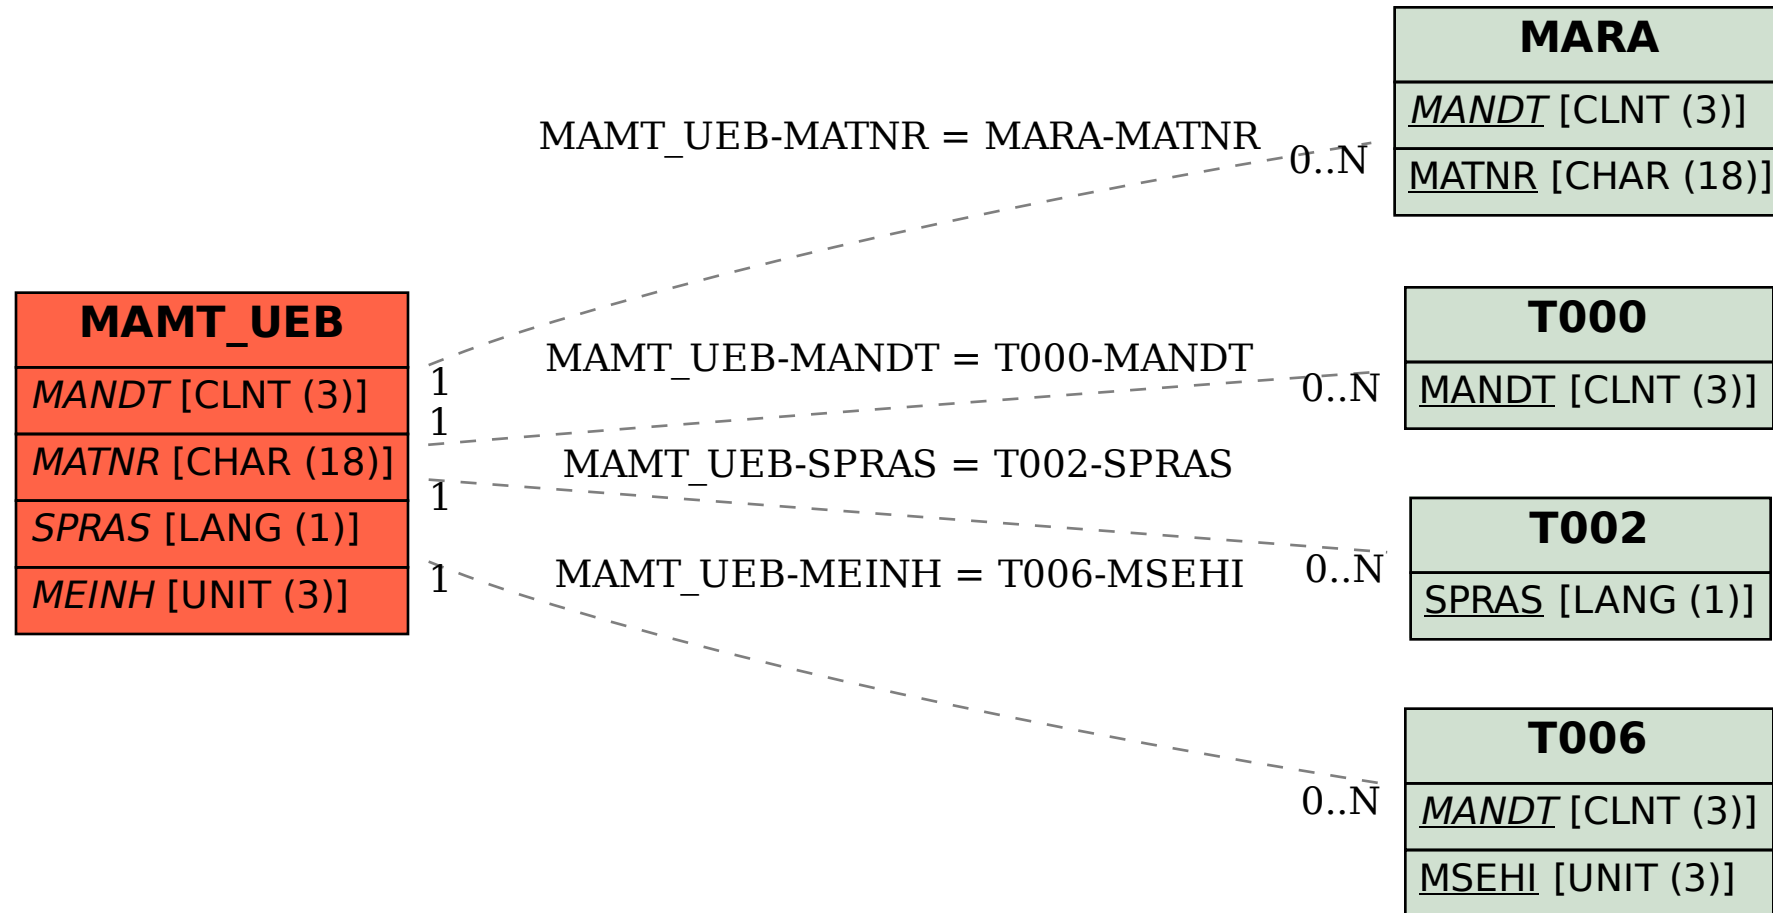 MARA
MANDT [CLNT (3)]
MATNR [CHAR (18)]
MAMT_UEB-MATNR = MARA-MATNR
0..N
MAMT_UEB
MANDT [CLNT (3)]
MATNR [CHAR (18)]
SPRAS [LANG (1)]
MEINH [UNIT (3)]
1
1
1
1
MAMT_UEB-MANDT = T000-MANDT
0..N
T000
MANDT [CLNT (3)]
MAMT_UEB-SPRAS = T002-SPRAS
0..N
T002
SPRAS [LANG (1)]
MAMT_UEB-MEINH = T006-MSEHI
0..N
T006
MANDT [CLNT (3)]
MSEHI [UNIT (3)]